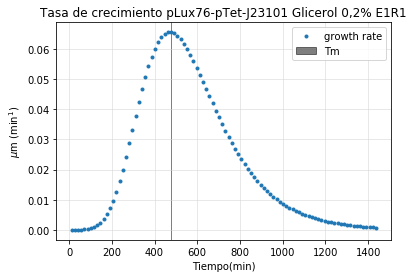 Tasa de crecimiento pLux76-pTet-J23101 Glicerol 0,2% E1R1
growth rate
Tm
μm (min¹)
0.06
0.05
0.04
0.03
0.02
0.01
0.00
0 200 400 600 800 1000 1200 1400
Tiempo(min)